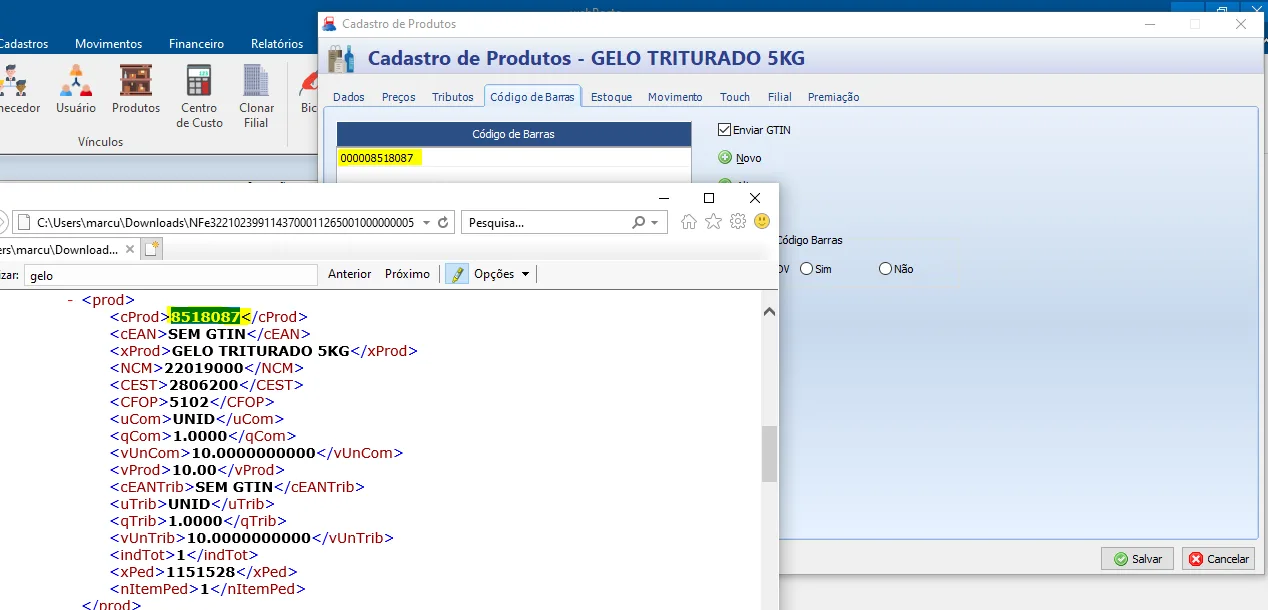 Cadastro de Produtos
Cadastros Movimentos Financeiro Relatórios
Usuário Produtos Centro de Custo Clonar Filial
Vínculos
Cadastro de Produtos - GELO TRITURADO 5KG
Dados Preços Tributos Código de Barras Estoque Movimento Touch Filial Premiação
Código de Barras
000008518087
Enviar GTIN
Novo
Código Barras
Sim Não
Salvar Cancelar
C:\Users\marcu\Downloads\NFe3221023991143700011265001000000005 Pesquisa...
ers\marcu\Download...
zar: gelo Anterior Próximo Opções
- <prod>
<cProd>8518087</cProd>
<cEAN>SEM GTIN</cEAN>
<xProd>GELO TRITURADO 5KG</xProd>
<NCM>22019000</NCM>
<CEST>2806200</CEST>
<CFOP>5102</CFOP>
<uCom>UNID</uCom>
<qCom>1.0000</qCom>
<vUnCom>10.0000000000</vUnCom>
<vProd>10.00</vProd>
<cEANTrib>SEM GTIN</cEANTrib>
<uTrib>UNID</uTrib>
<qTrib>1.0000</qTrib>
<vUnTrib>10.0000000000</vUnTrib>
<indTot>1</indTot>
<xPed>1151528</xPed>
<nItemPed>1</nItemPed>
</prod>